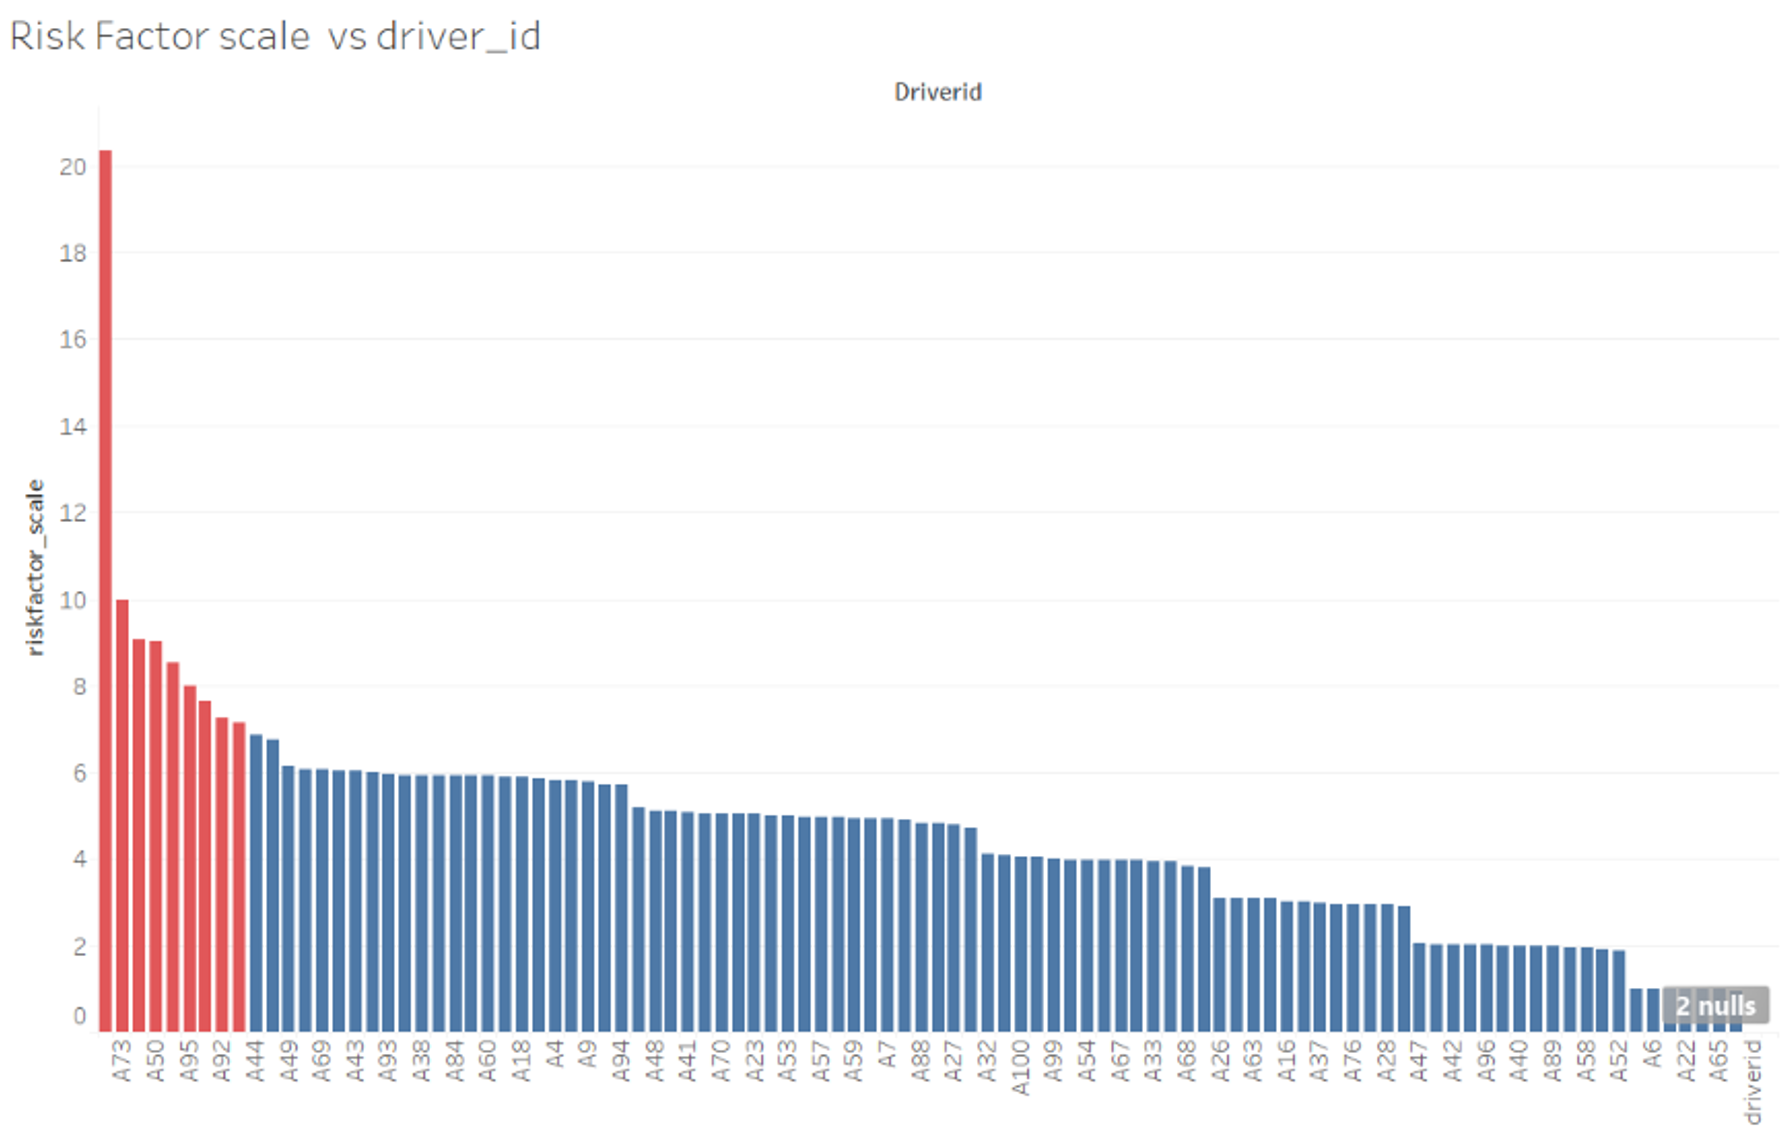 Risk Factor scale vs driver_id
Driverid
riskfactor_scale
20
18
16
14
12
10
8
6
4
2
0
2 nulls
A73 A50 A95 A92 A44 A49 A69 A43 A93 A38 A84 A60 A18 A4 A9 A94 A48 A41 A70 A23 A53 A57 A59 A7 A88 A27 A32 A100 A99 A54 A67 A33 A68 A26 A63 A16 A37 A76 A28 A47 A42 A96 A40 A89 A58 A52 A6 A22 A65 driverid